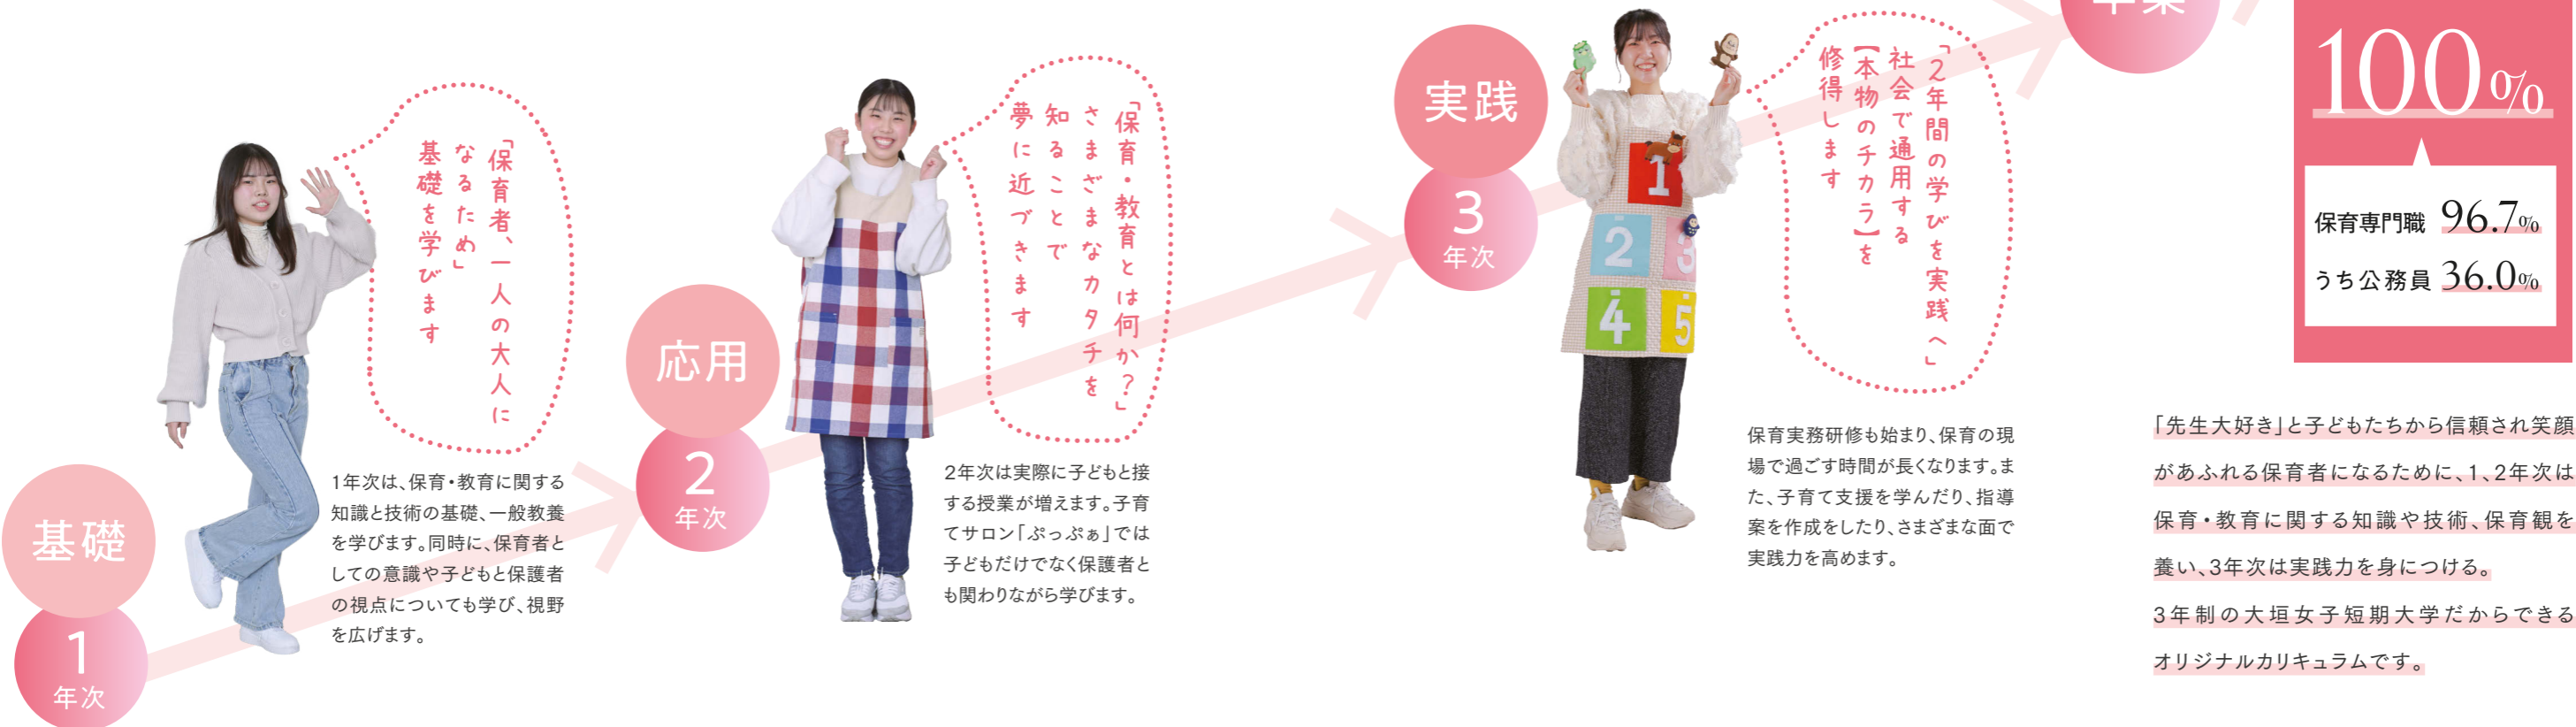 基礎
1
年次
「保育者、一人の大人に
なるため」
基礎を学びます
1年次は、保育・教育に関する
知識と技術の基礎、一般教養
を学びます。同時に、保育者と
しての意識や子どもと保護者
の視点についても学び、視野
を広げます。
応用
2
年次
「保育・教育とは何か?」
さまざまなカタチを
知ることで
夢に近づきます
2年次は実際に子どもと接
する授業が増えます。子育
てサロン「ぷっぷぁ」では
子どもだけでなく保護者と
も関わりながら学びます。
実践
3
年次
「2年間の学びを実践へ」
社会で通用する
【本物のチカラ】を
修得します
1
2
3
4
5
保育実務研修も始まり、保育の現
場で過ごす時間が長くなります。ま
た、子育て支援を学んだり、指導
案を作成をしたり、さまざまな面で
実践力を高めます。
卒業
100%
保育専門職 96.7%
うち公務員 36.0%
「先生大好き」と子どもたちから信頼され笑顔
があふれる保育者になるために、1、2年次は
保育・教育に関する知識や技術、保育観を
養い、3年次は実践力を身につける。
3年制の大垣女子短期大学だからできる
オリジナルカリキュラムです。